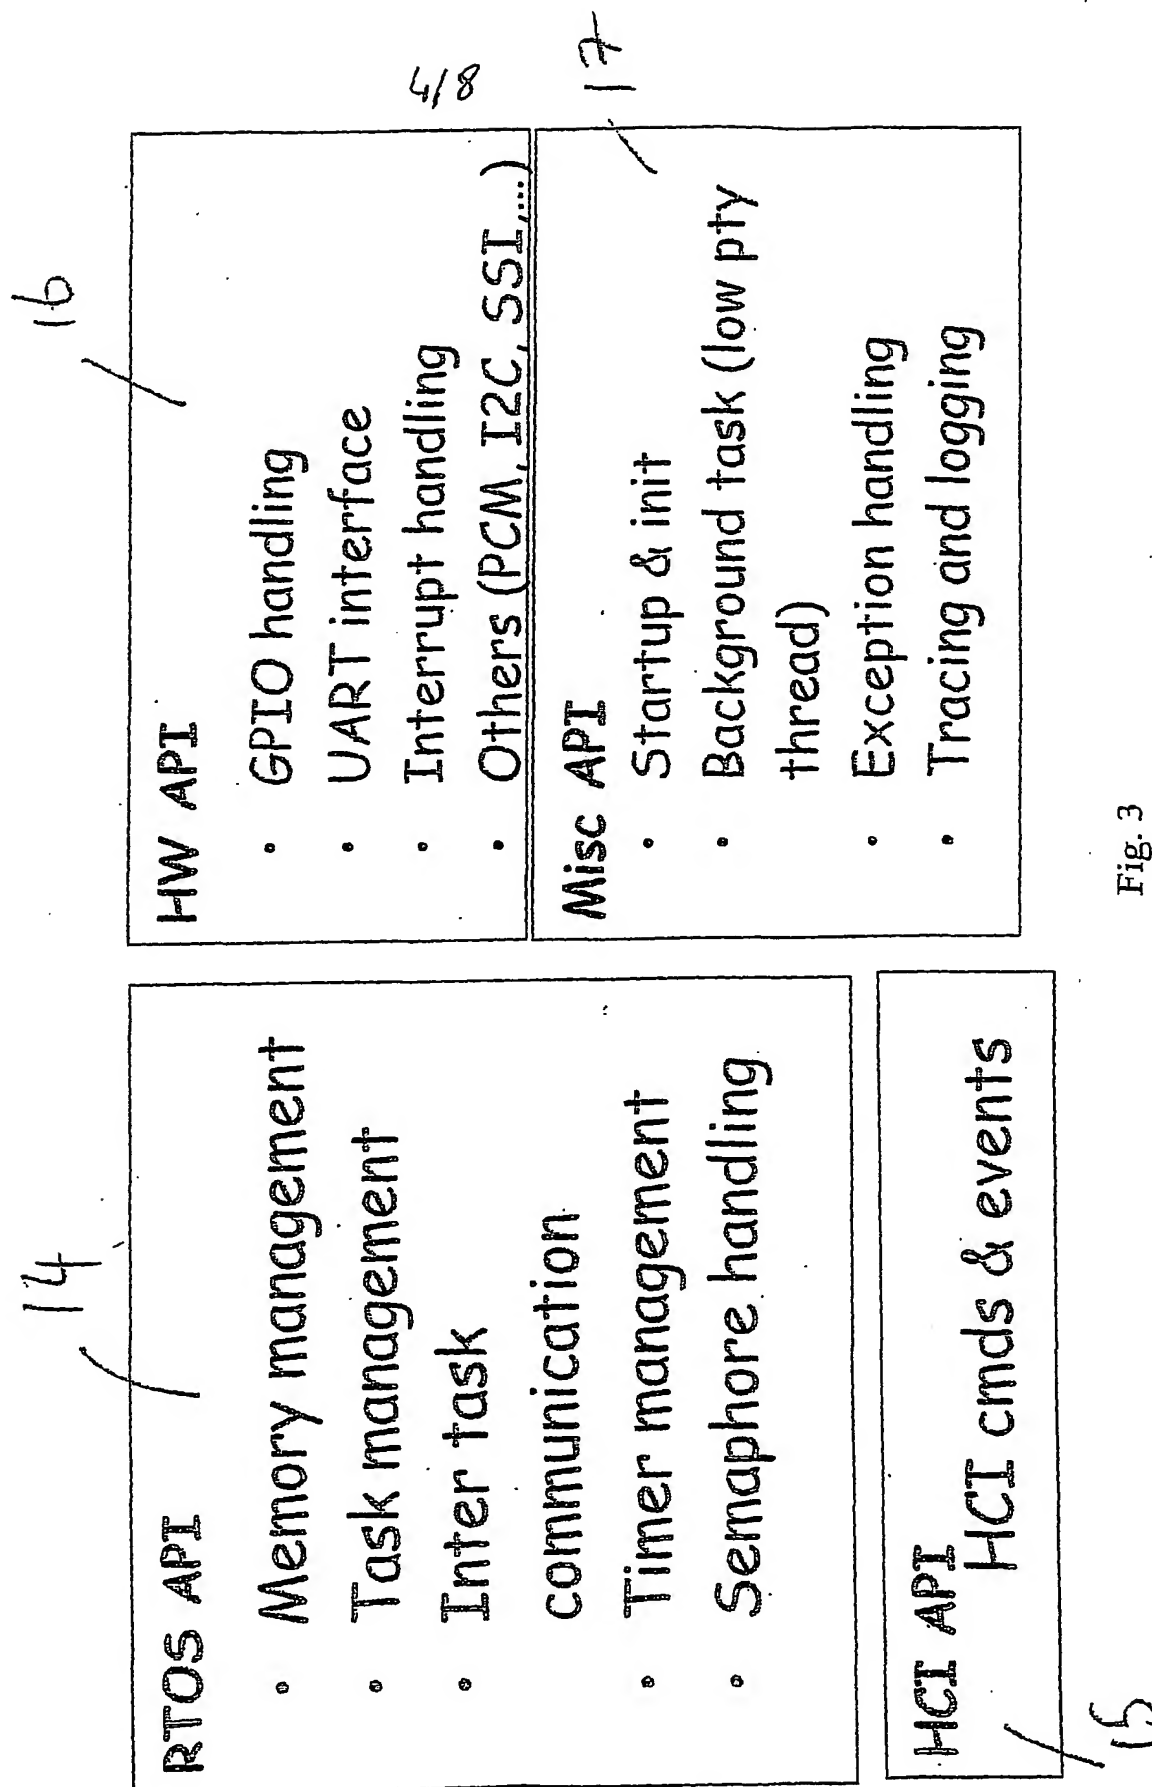 14
RTOS API
• Memory management
• Task management
• Inter task
communication
• Timer management
• Semaphore handling
HCI API
HCI cmds & events
15
16
HW API
• GPIO handling
• UART interface
• Interrupt handling
• Others (PCM, I2C, SSI,...)
4/8
17
Misc API
• Startup & init
• Background task (low pty
thread)
• Exception handling
• Tracing and logging
Fig. 3